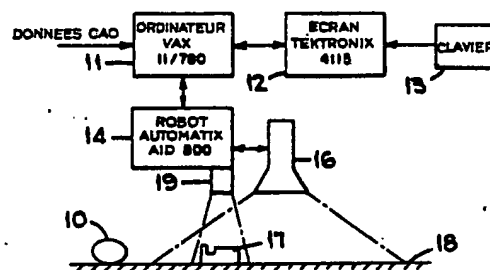 DONNEES CAO
ORDINATEUR
VAX
11/780
11
ECRAN
TEKTRONIX
4115
12
CLAVIER
13
ROBOT
AUTOMATIX
AID 800
14
16
19
10
17
18